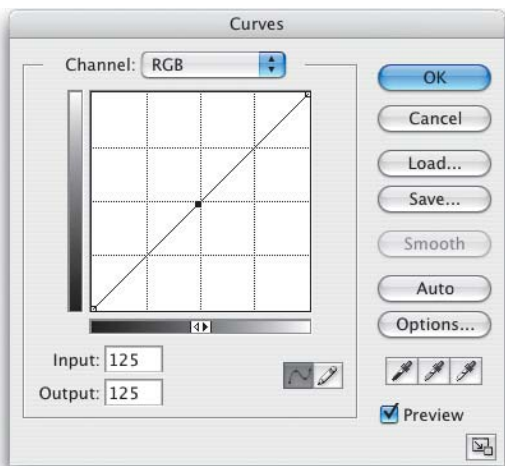 Curves
Channel: RGB
OK
Cancel
Load...
Save...
Smooth
Auto
Options...
Input: 125
Output: 125
Preview